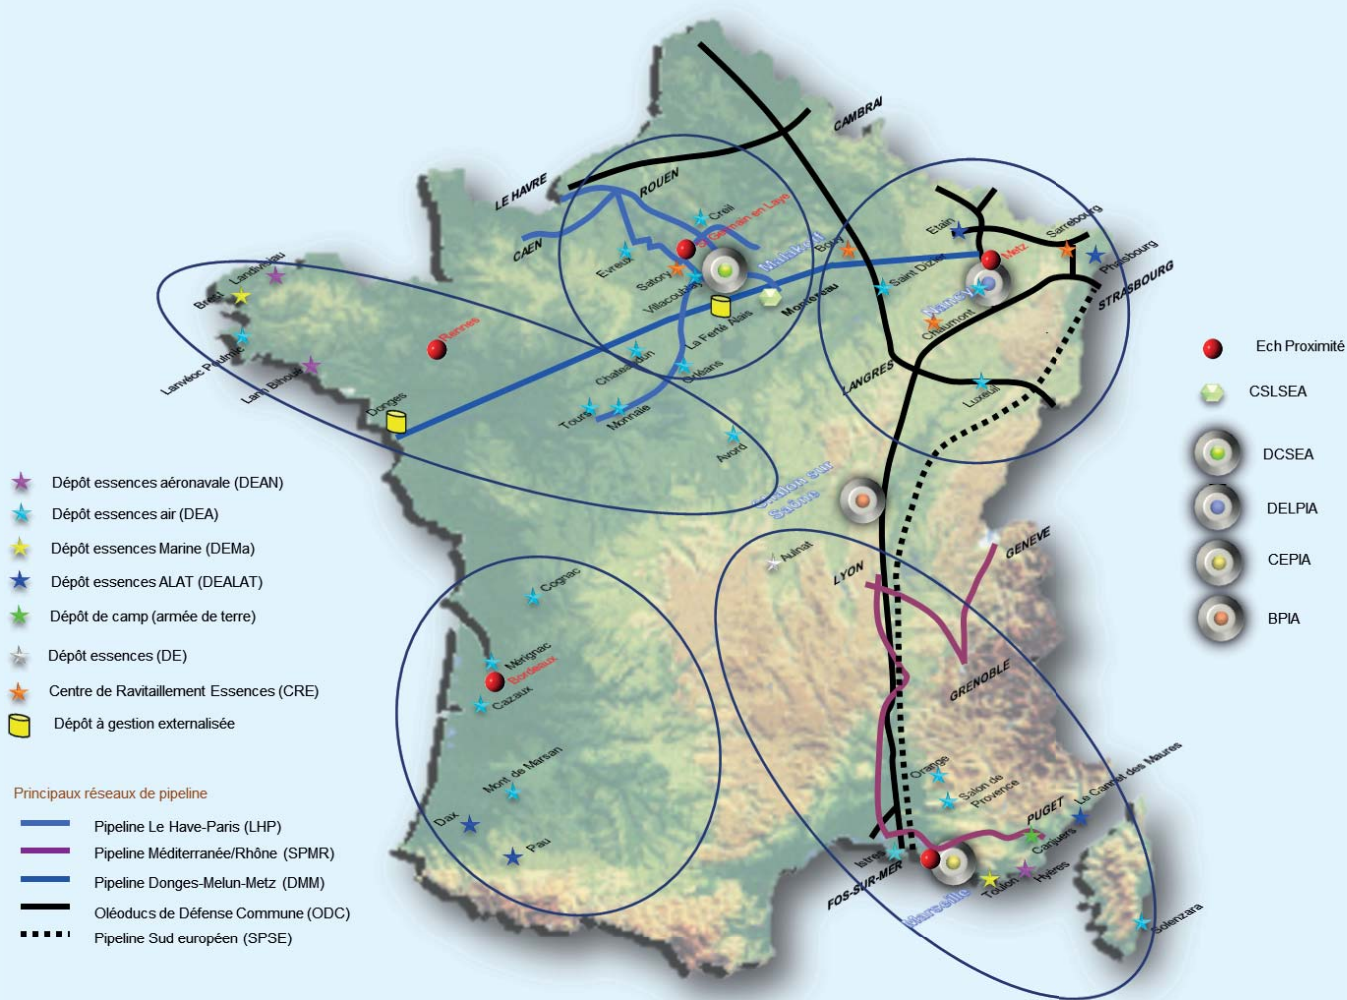 CAMBRAI
LE HAVRE
ROUEN
CAEN
Creil
St Germain en Laye
Malakoff
Bouy
Evreux
Satory
Villacoublay
La Ferté Alais
Montereau
Etain
Metz
Sarrebourg
Phalsbourg
STRASBOURG
Saint Dizier
Nancy
Chaumont
LANGRES
Luxeuil
Landivisiau
Brest
Lanvéoc Poulmic
Lann Bihoué
Rennes
Donges
Chateaudun
Orléans
Tours
Monnaie
Avord
Chalon sur
Saône
Aulnat
LYON
GENEVE
GRENOBLE
Cognac
Mérignac
Bordeaux
Cazaux
Mont de Marsan
Dax
Pau
Orange
Salon de
Provence
PUGET
Le Cannet des Maures
Canjuers
Istres
FOS-SUR-MER
Marseille
Toulon
Hyères
Solenzara
Ech Proximité
CSLSEA
DCSEA
DELPIA
CEPIA
BPIA
Dépôt essences aéronavale (DEAN)
Dépôt essences air (DEA)
Dépôt essences Marine (DEMa)
Dépôt essences ALAT (DEALAT)
Dépôt de camp (armée de terre)
Dépôt essences (DE)
Centre de Ravitaillement Essences (CRE)
Dépôt à gestion externalisée
Principaux réseaux de pipeline
Pipeline Le Have-Paris (LHP)
Pipeline Méditerranée/Rhône (SPMR)
Pipeline Donges-Melun-Metz (DMM)
Oléoducs de Défense Commune (ODC)
Pipeline Sud européen (SPSE)